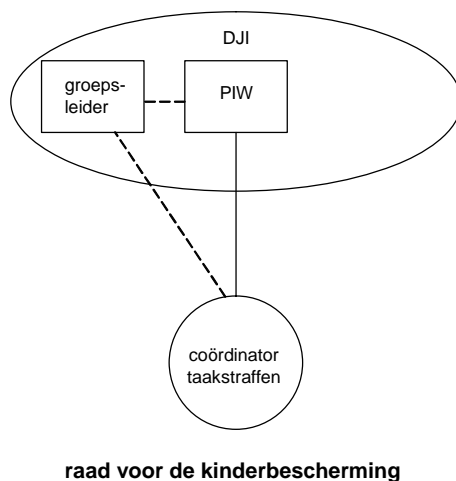 DJI
groeps-
leider
PIW
coördinator
taakstraffen
raad voor de kinderbescherming